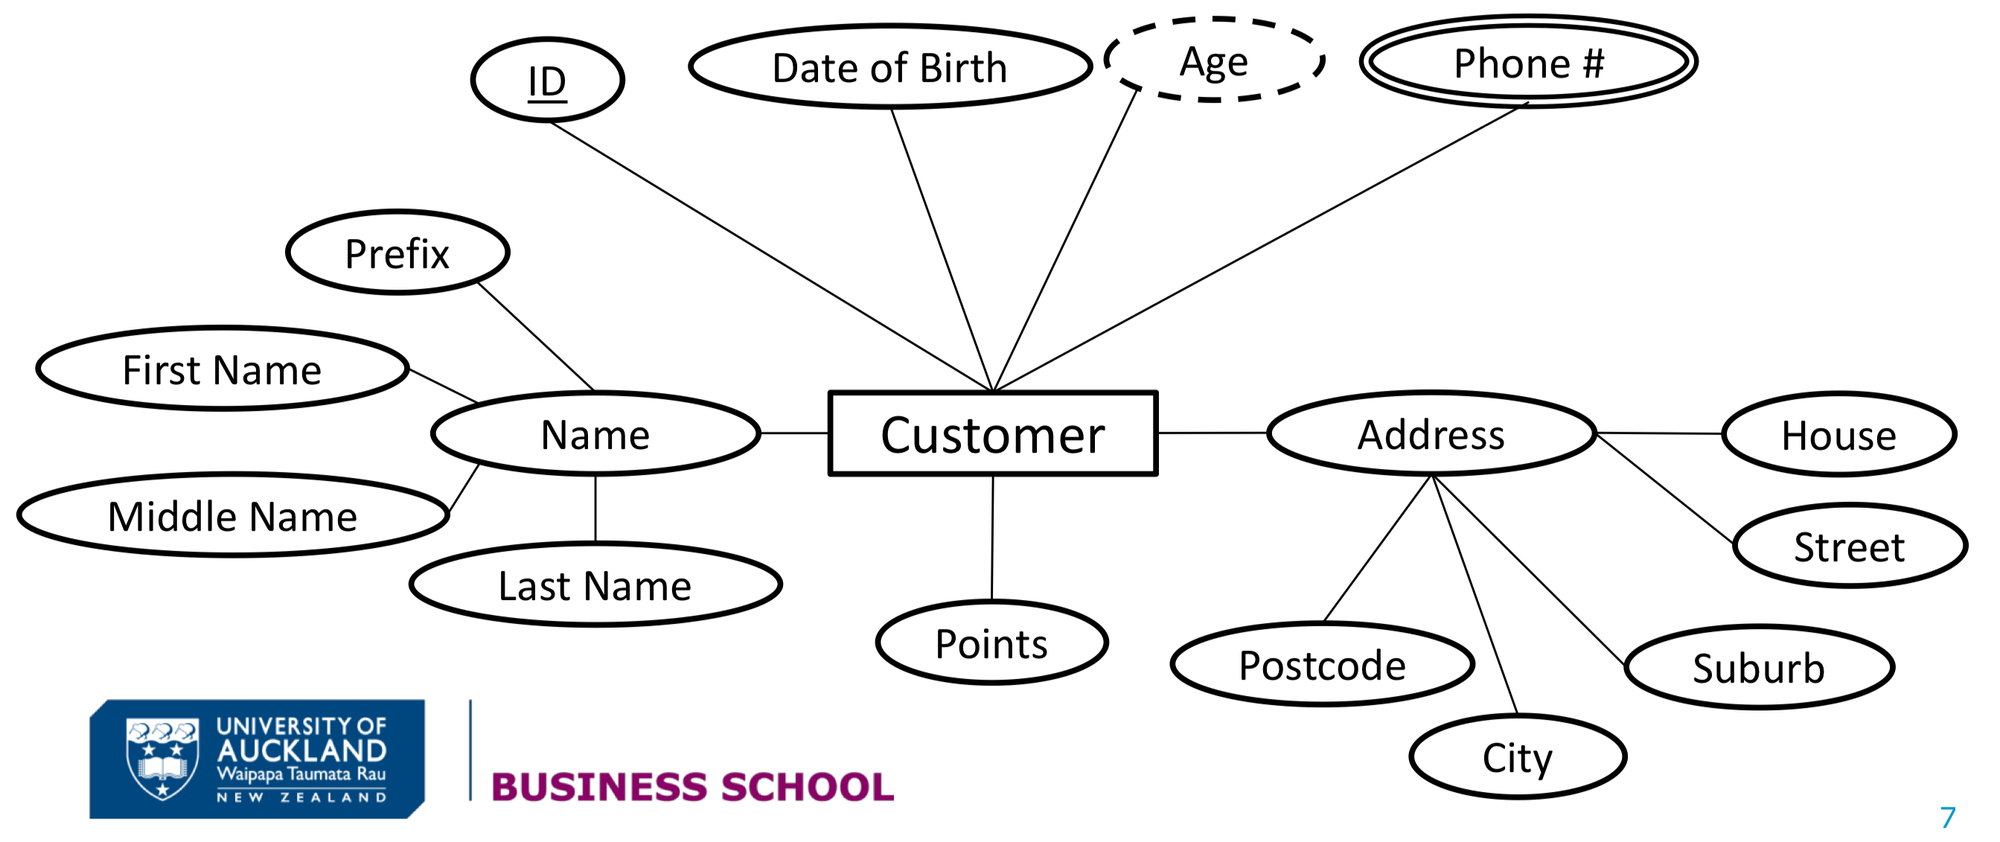 ID
Date of Birth
Age
Phone #
Prefix
First Name
Name
Customer
Address
House
Middle Name
Street
Last Name
Points
Postcode
Suburb
City
UNIVERSITY OF
AUCKLAND
Waipapa Taumata Rau
NEW ZEALAND
BUSINESS SCHOOL
7